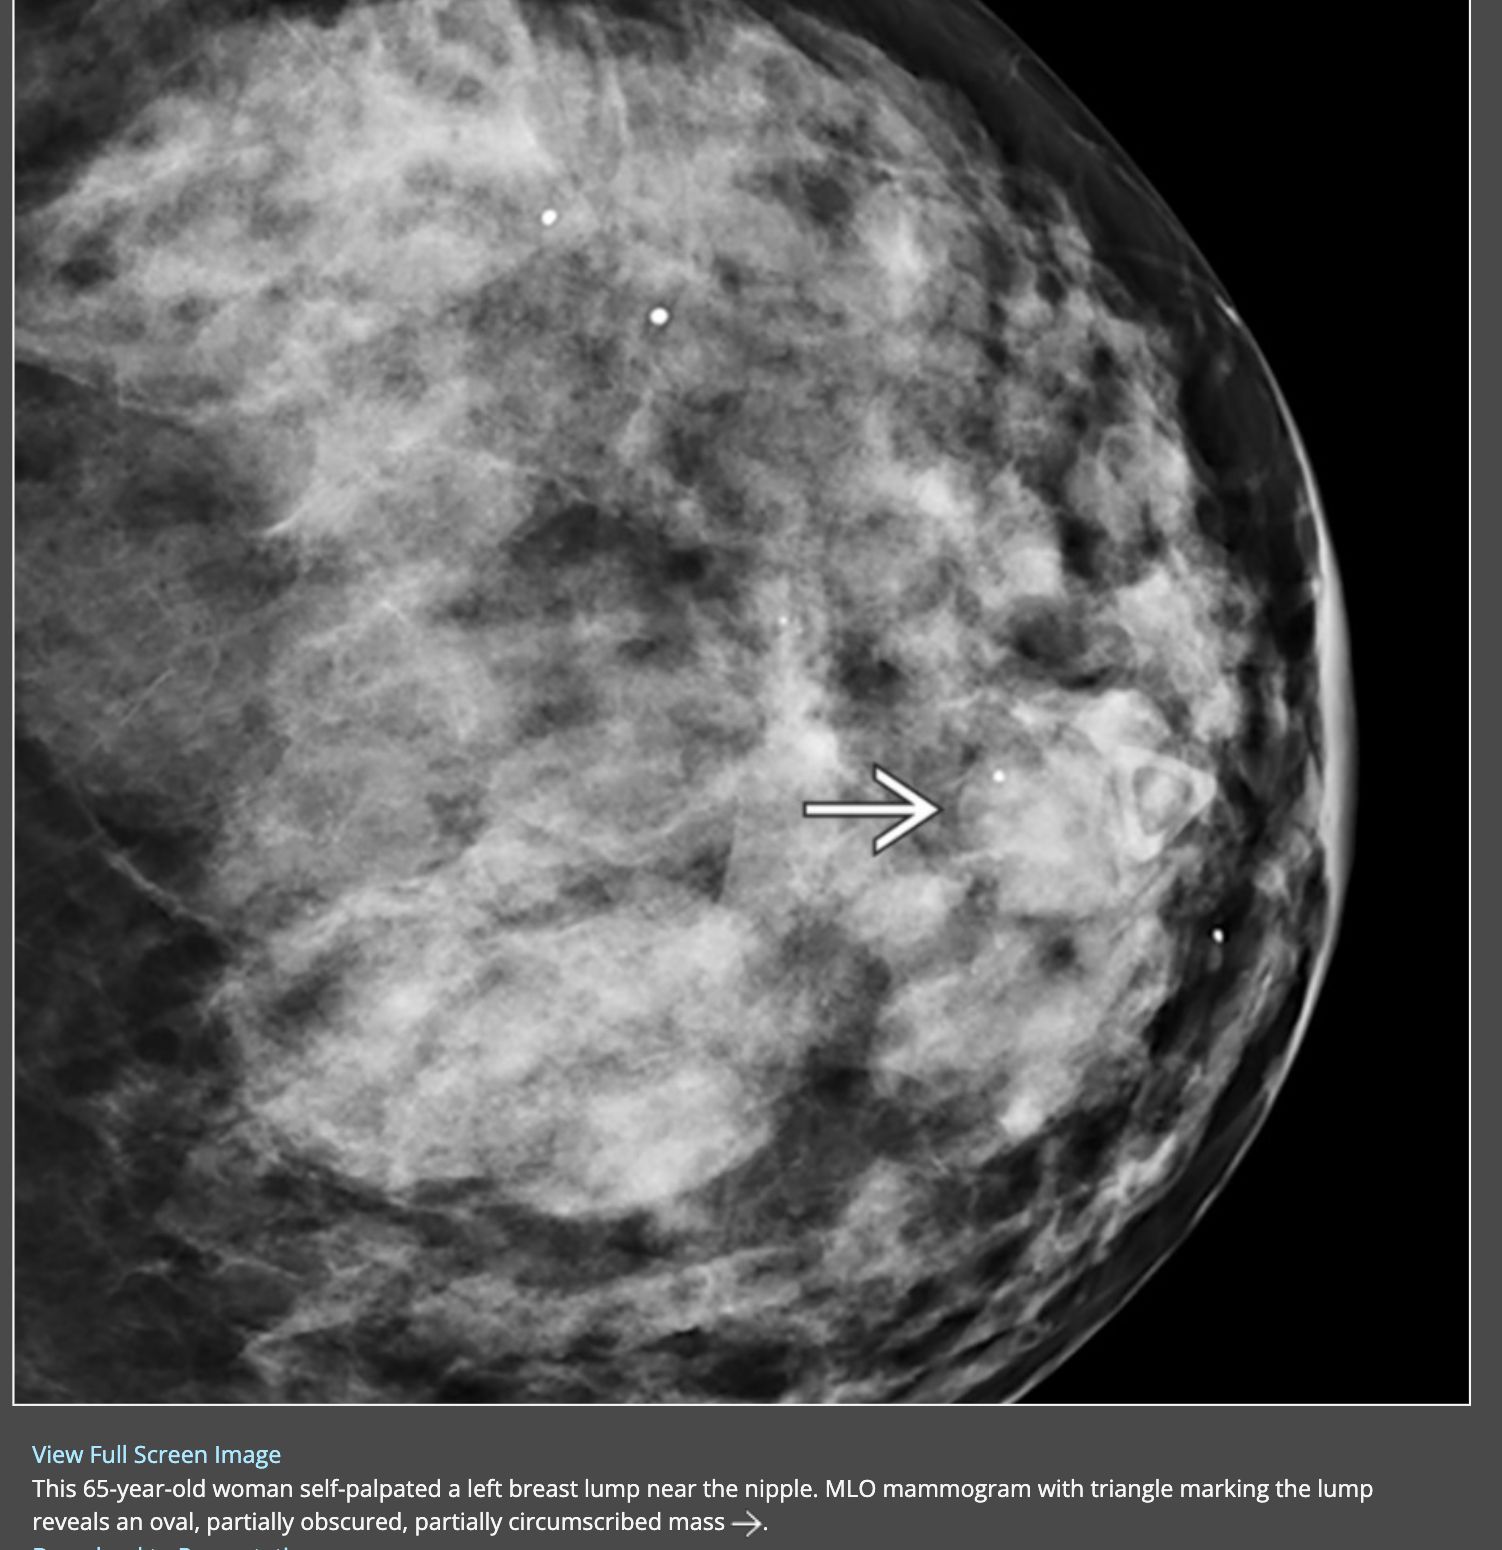 View Full Screen Image
This 65-year-old woman self-palpated a left breast lump near the nipple. MLO mammogram with triangle marking the lump
reveals an oval, partially obscured, partially circumscribed mass →.